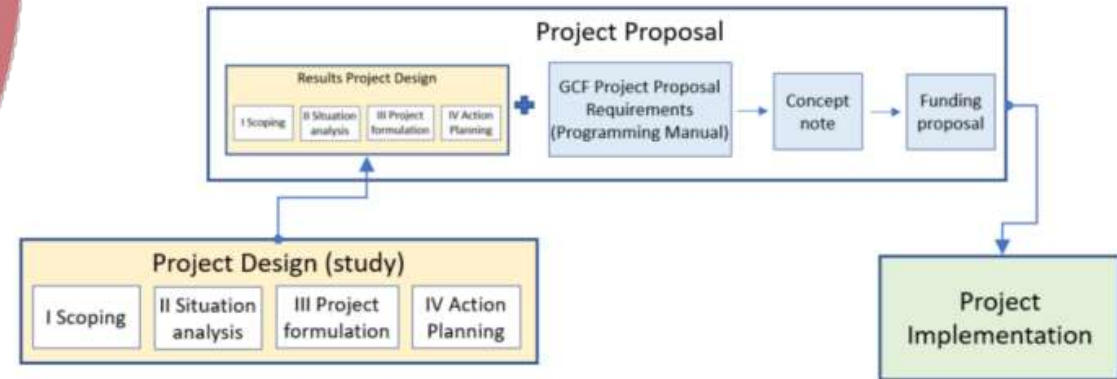 Project Proposal
Results Project Design
I Scoping
II Situation
analysis
III Project
formulation
IV Action
Planning
GCF Project Proposal
Requirements
(Programming Manual)
Concept
note
Funding
proposal
Project Design (study)
I Scoping
II Situation
analysis
III Project
formulation
IV Action
Planning
Project
Implementation